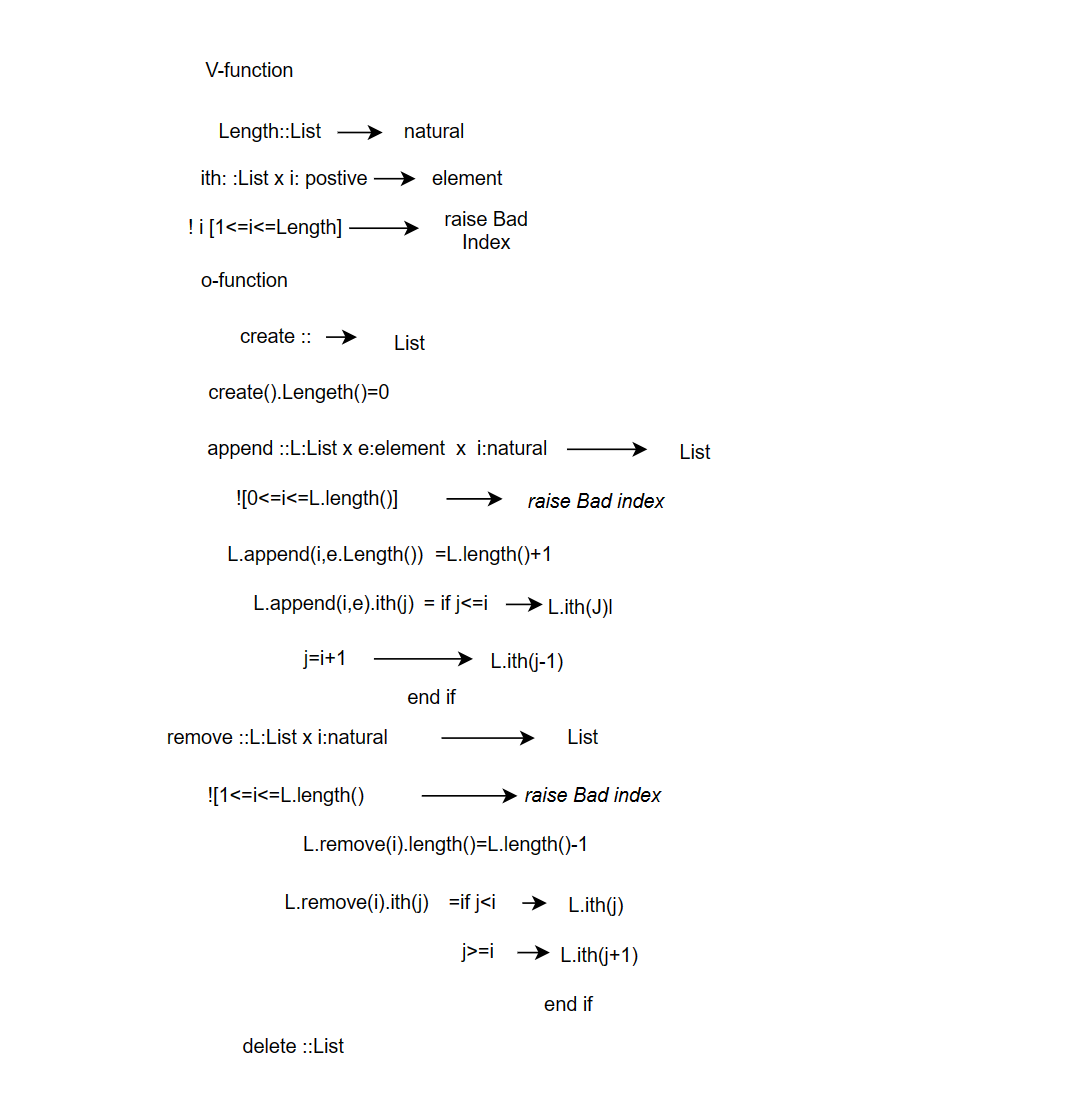 V-function
Length::List → natural
ith: :List x i: postive → element
! i [1<=i<=Length] → raise Bad
Index
o-function
create :: → List
create().Lengeth()=0
append ::L:List x e:element x i:natural → List
![0<=i<=L.length()] → raise Bad index
L.append(i,e.Length()) =L.length()+1
L.append(i,e).ith(j) = if j<=i → L.ith(J)l
j=i+1 → L.ith(j-1)
end if
remove ::L:List x i:natural → List
![1<=i<=L.length() → raise Bad index
L.remove(i).length()=L.length()-1
L.remove(i).ith(j) =if j<i → L.ith(j)
j>=i → L.ith(j+1)
end if
delete ::List